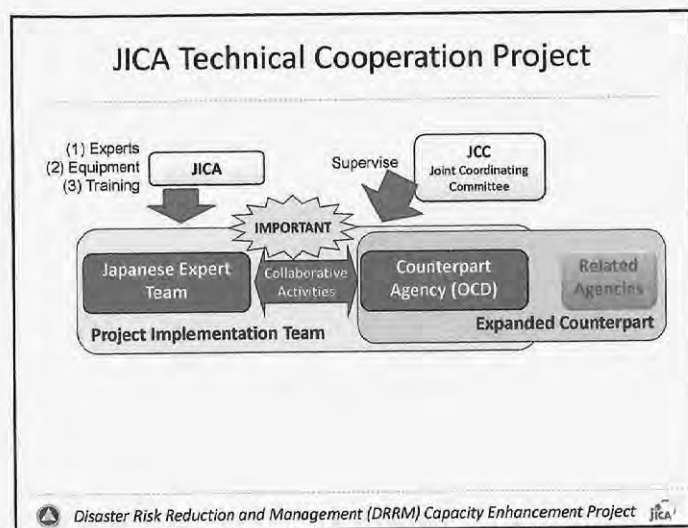 JICA Technical Cooperation Project
(1) Experts
(2) Equipment
(3) Training
JICA
Supervise
JCC
Joint Coordinating
Committee
IMPORTANT
Japanese Expert
Team
Collaborative
Activities
Counterpart
Agency (OCD)
Related
Agencies
Project Implementation Team
Expanded Counterpart
Disaster Risk Reduction and Management (DRRM) Capacity Enhancement Project
jICA